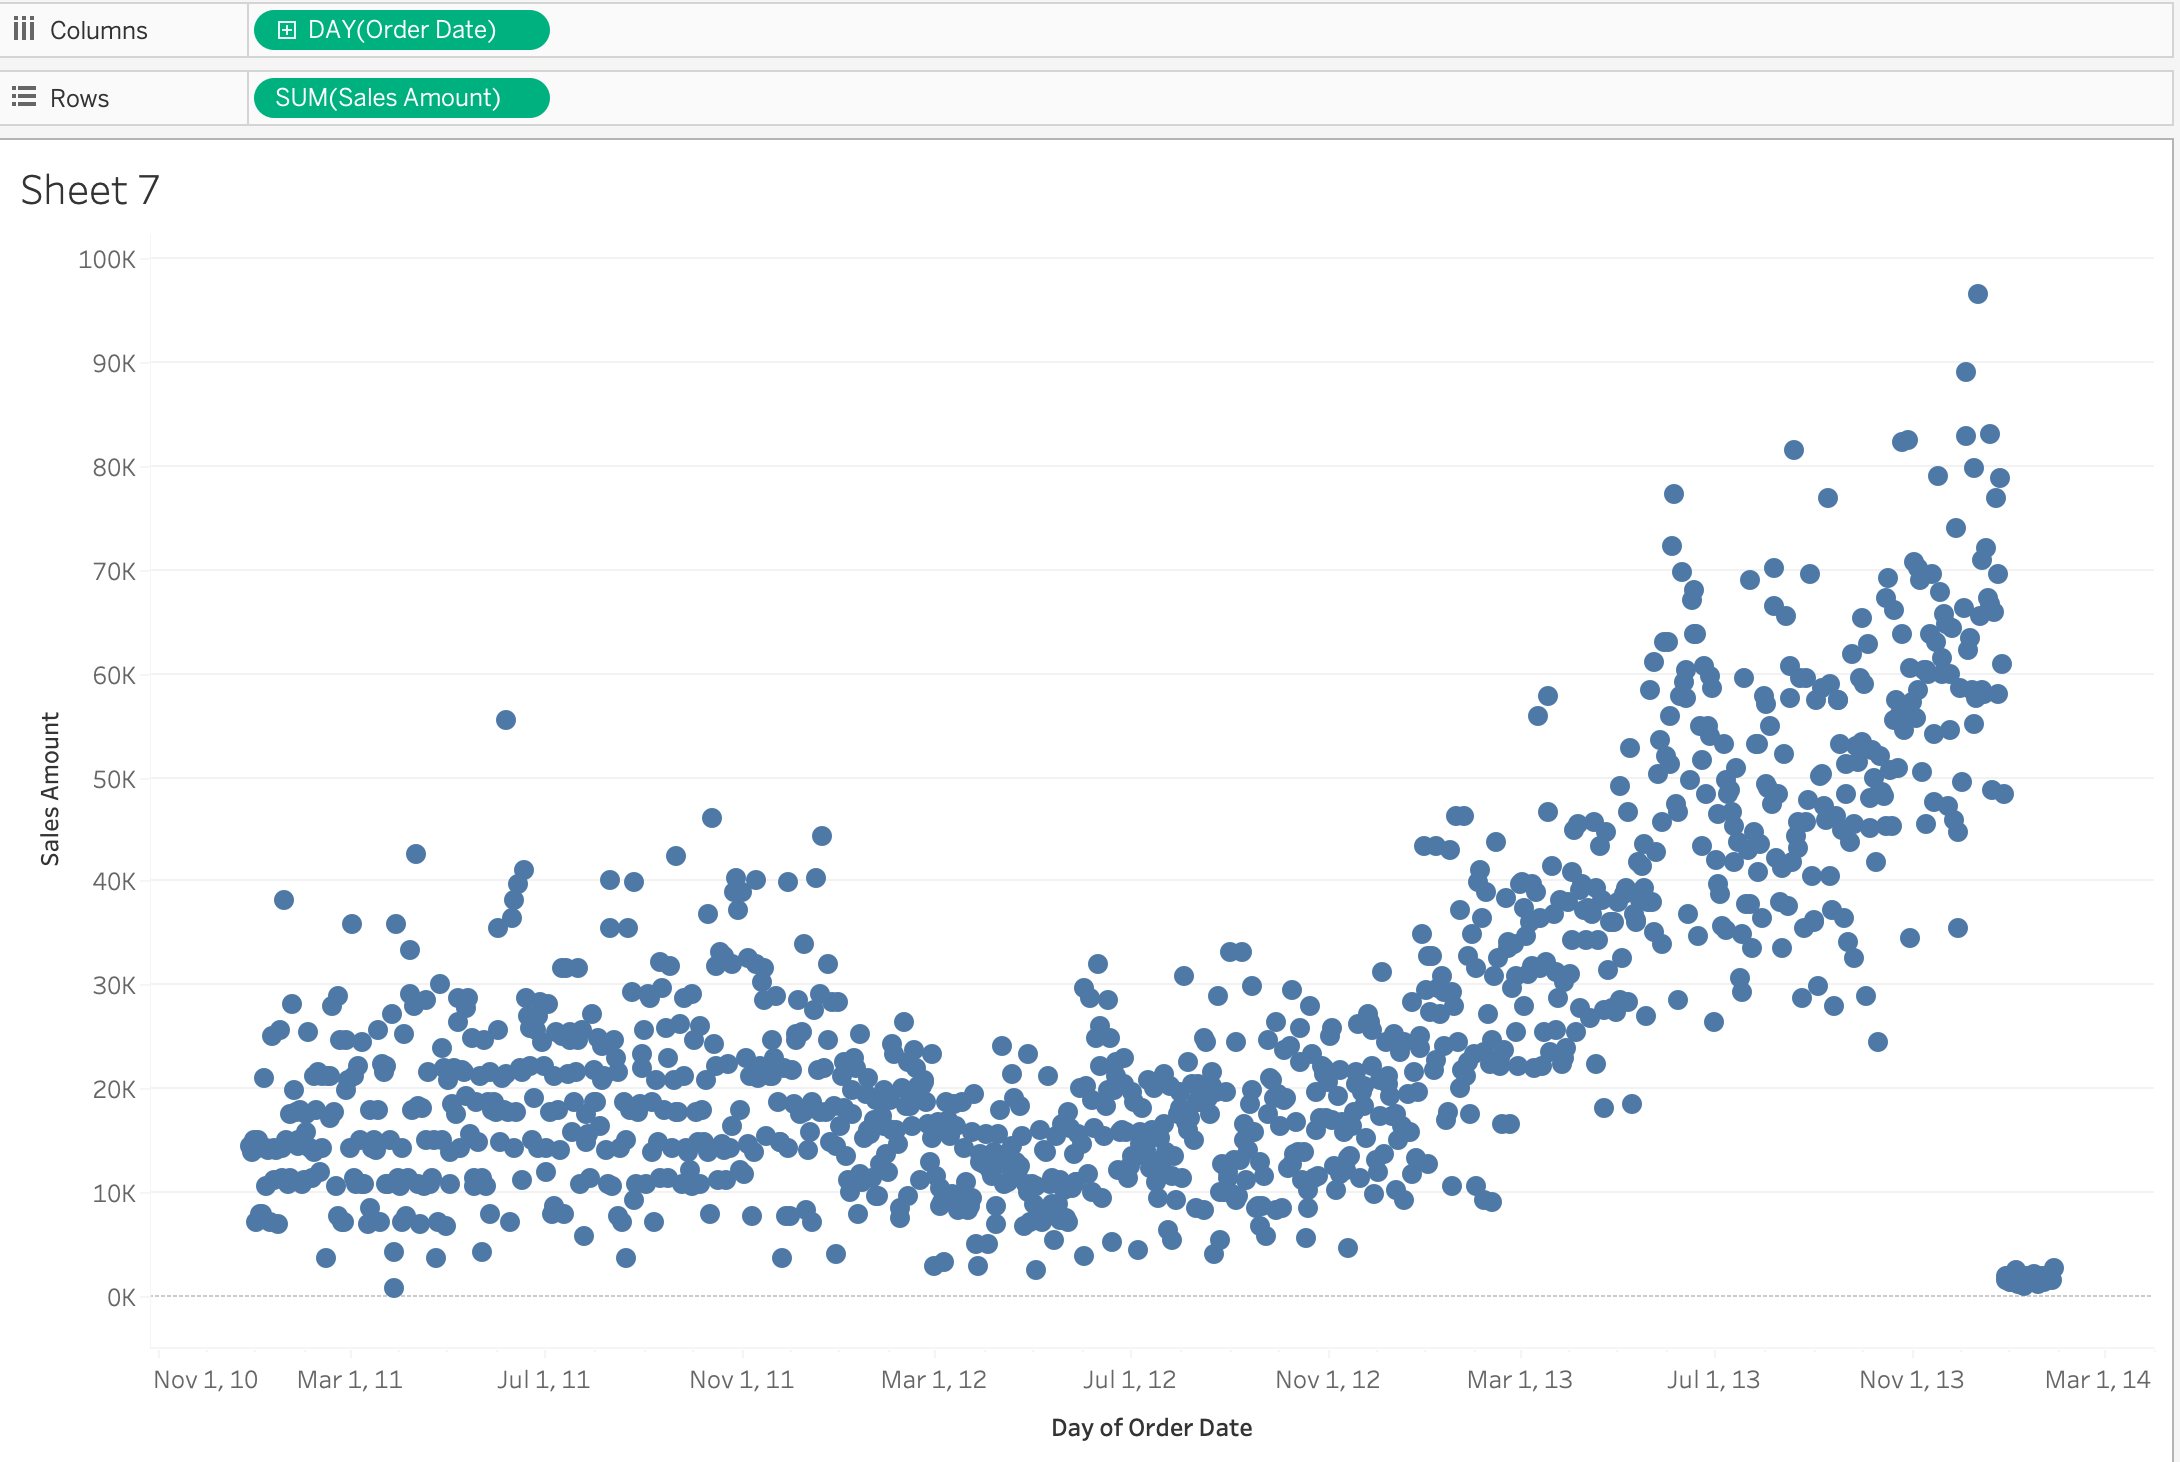 Columns
DAY(Order Date)
Rows
SUM(Sales Amount)
Sheet 7
100K
90K
80K
70K
60K
50K
40K
30K
20K
10K
0K
Sales Amount
Nov 1, 10 Mar 1, 11 Jul 1, 11 Nov 1, 11 Mar 1, 12 Jul 1, 12 Nov 1, 12 Mar 1, 13 Jul 1, 13 Nov 1, 13 Mar 1, 14
Day of Order Date